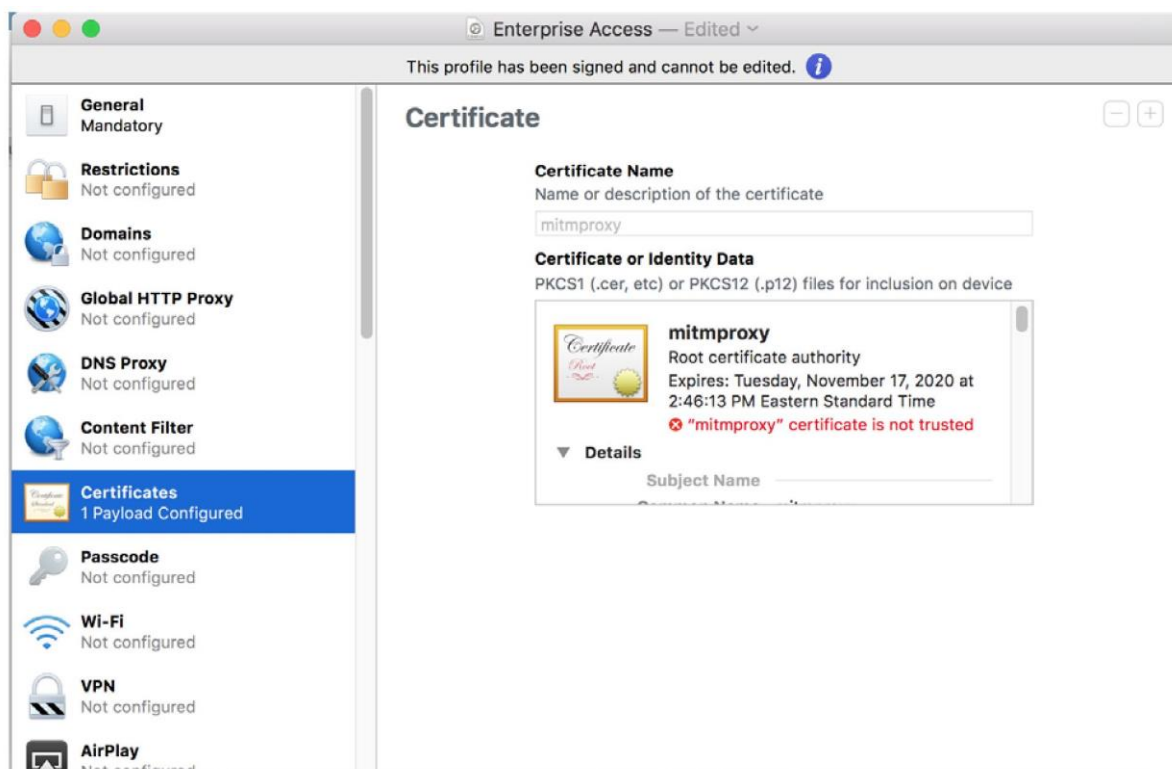 Enterprise Access — Edited
This profile has been signed and cannot be edited.
General
Mandatory
Restrictions
Not configured
Domains
Not configured
Global HTTP Proxy
Not configured
DNS Proxy
Not configured
Content Filter
Not configured
Certificates
1 Payload Configured
Passcode
Not configured
Wi-Fi
Not configured
VPN
Not configured
AirPlay
Certificate
Certificate Name
Name or description of the certificate
mitmproxy
Certificate or Identity Data
PKCS1 (.cer, etc) or PKCS12 (.p12) files for inclusion on device
Certificate
Root
mitmproxy
Root certificate authority
Expires: Tuesday, November 17, 2020 at
2:46:13 PM Eastern Standard Time
"mitmproxy" certificate is not trusted
Details
Subject Name